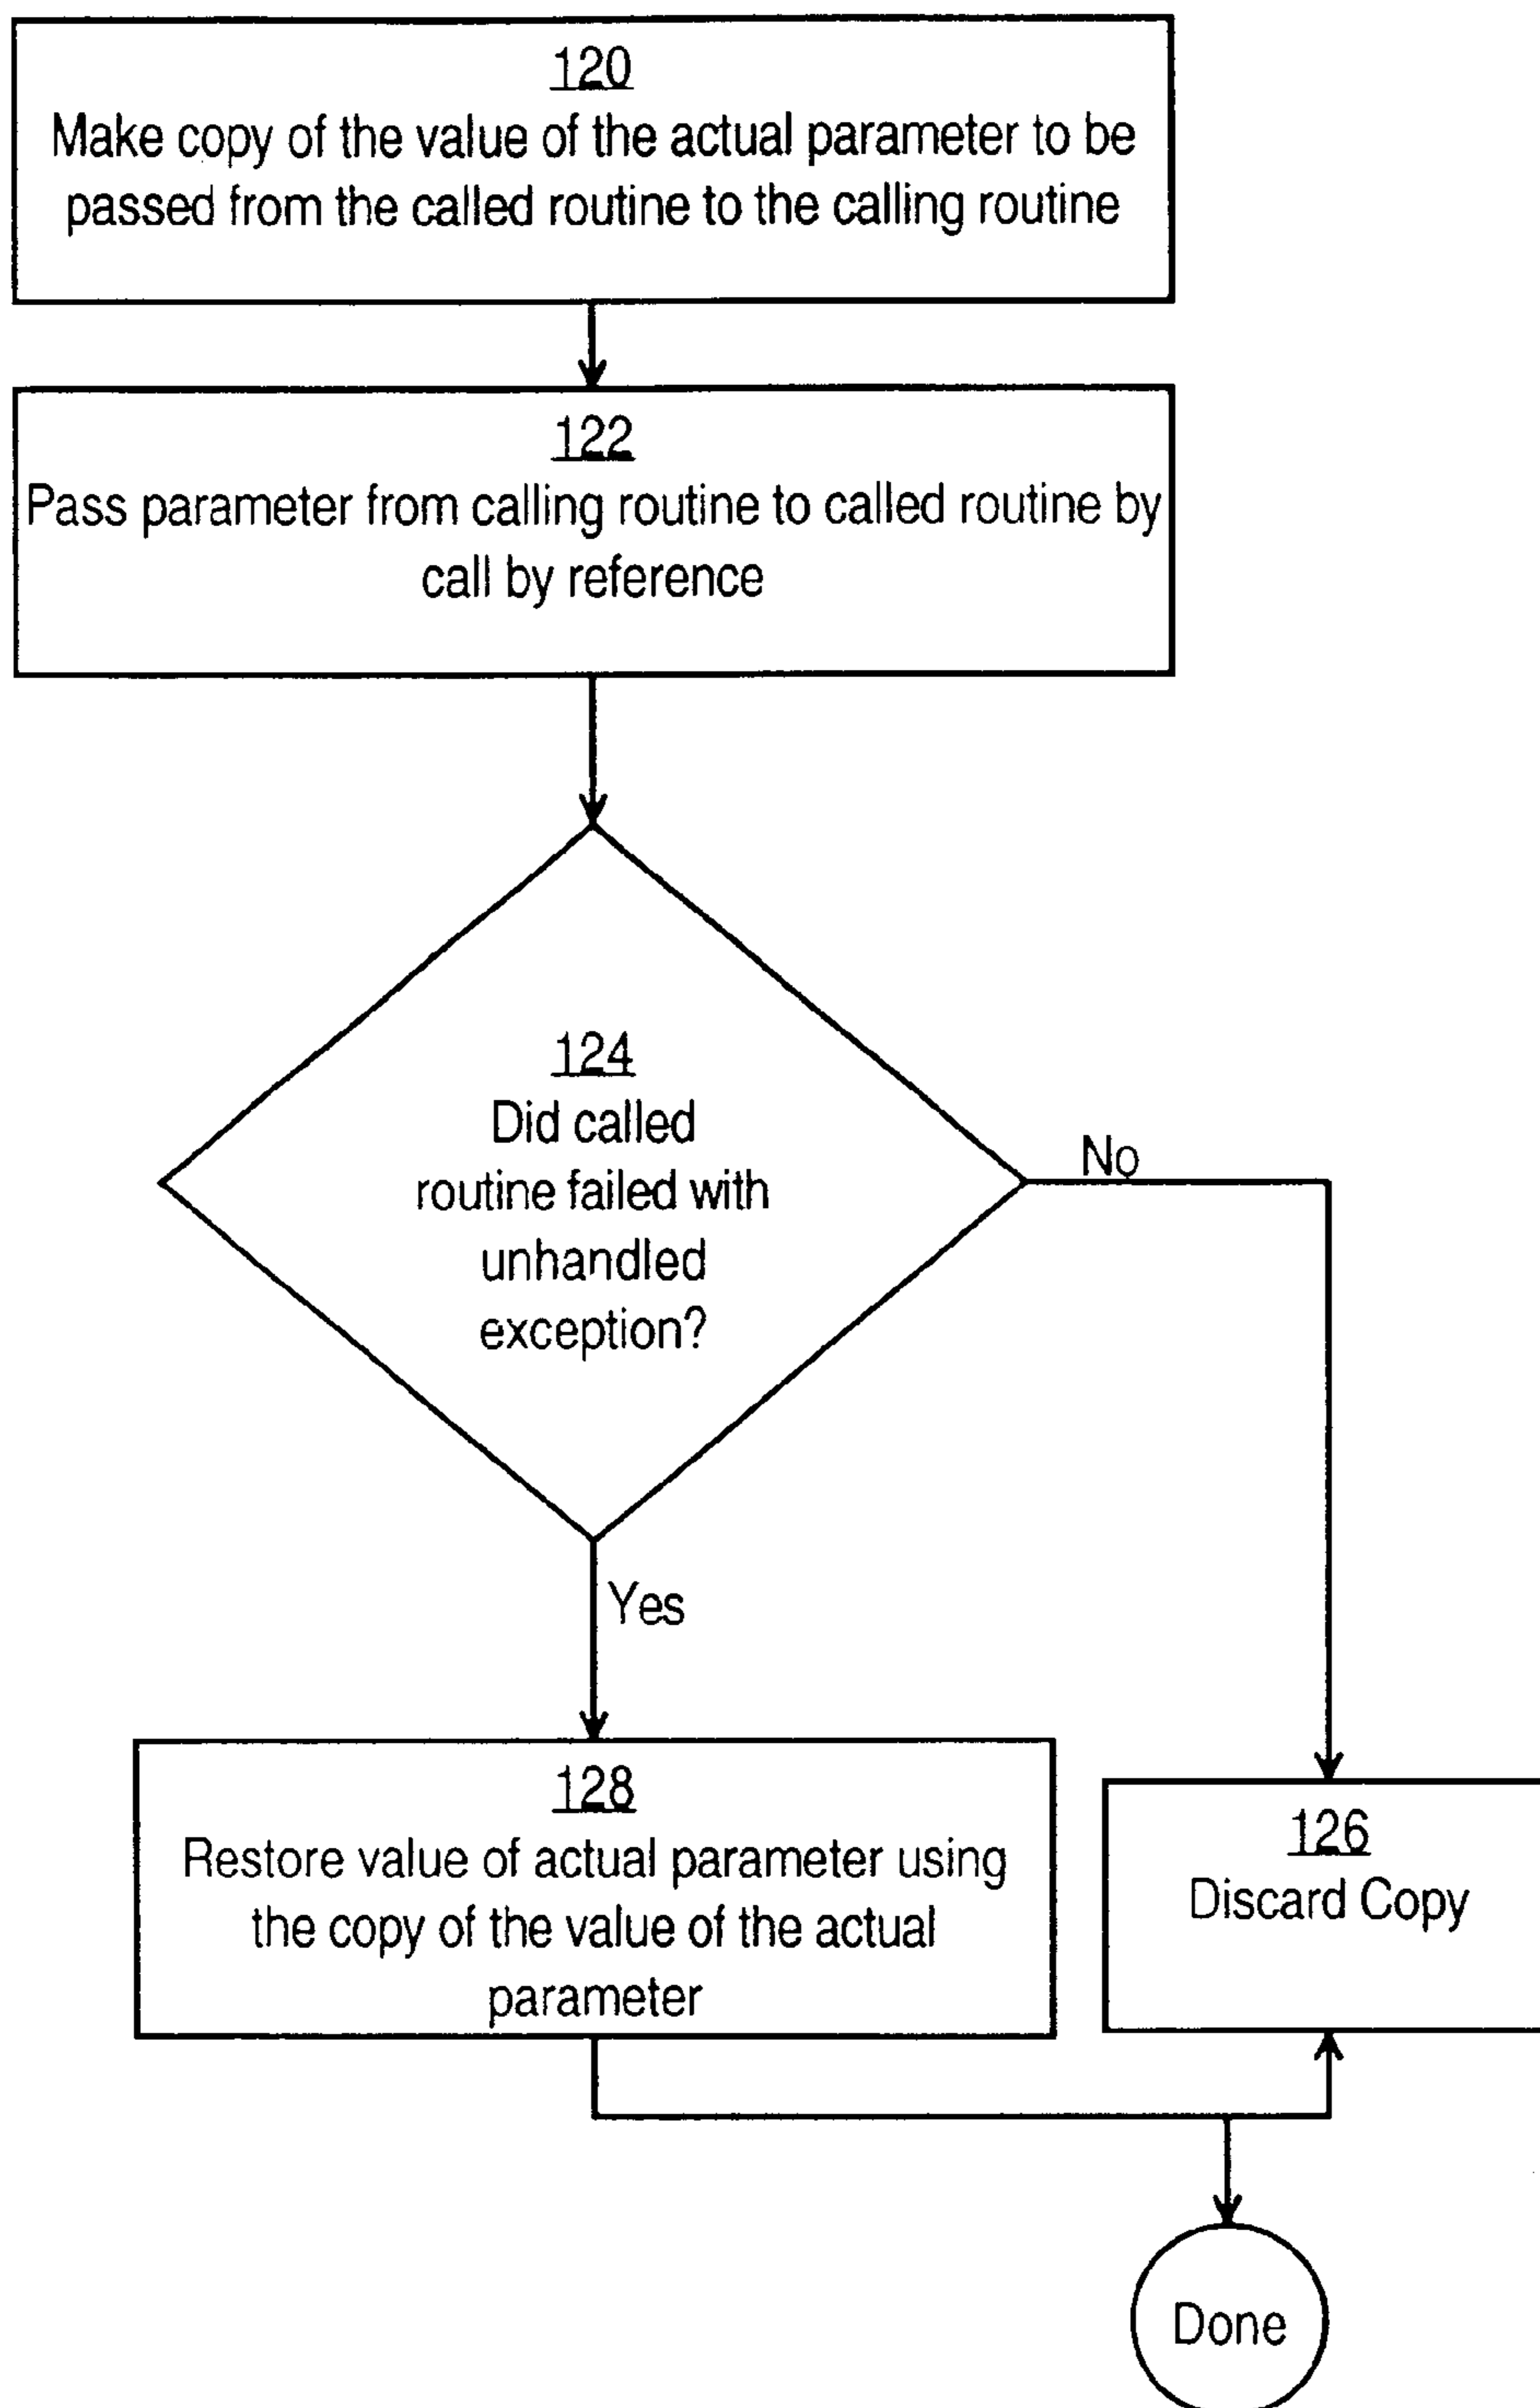 120
Make copy of the value of the actual parameter to be
passed from the called routine to the calling routine
122
Pass parameter from calling routine to called routine by
call by reference
124
Did called
routine failed with
unhandled
exception?
No
Yes
128
Restore value of actual parameter using
the copy of the value of the actual
parameter
126
Discard Copy
Done